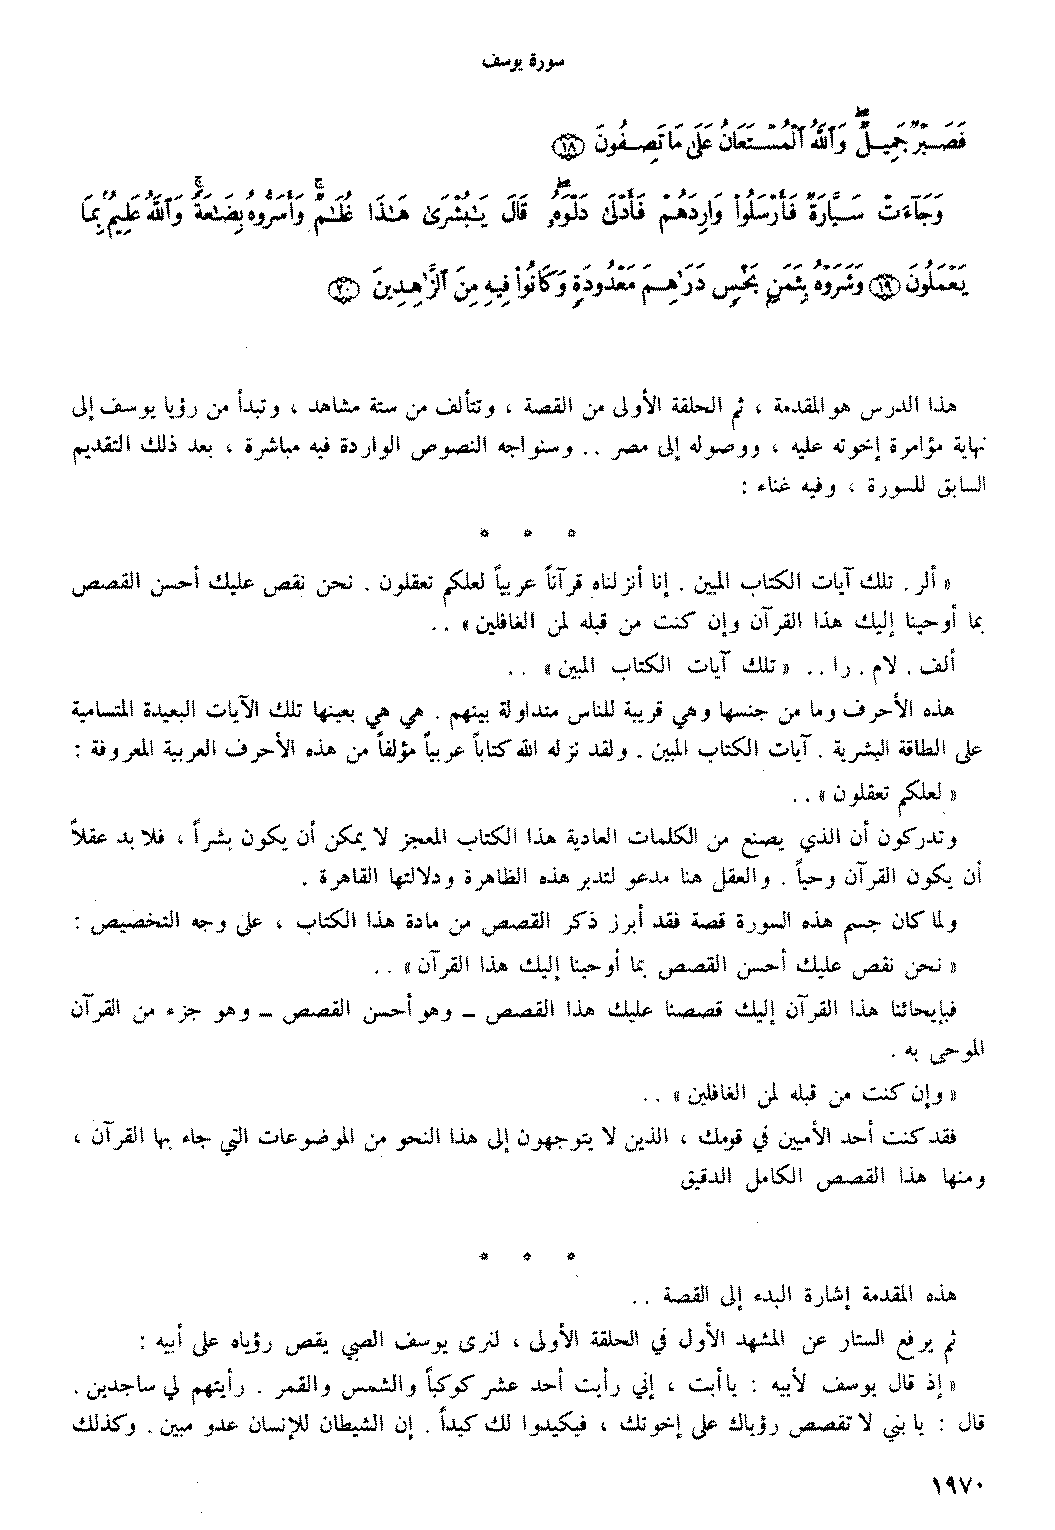 سورة يوسف
فَصَبْرٌ جَمِيلٌ ۖ وَٱللَّهُ ٱلْمُسْتَعَانُ عَلَىٰ مَا تَصِفُونَ ﴿١٨﴾
وَجَآءَتْ سَيَّارَةٌ فَأَرْسَلُوا۟ وَارِدَهُمْ فَأَدْلَىٰ دَلْوَهُۥ ۖ قَالَ يَـٰبُشْرَىٰ هَـٰذَا غُلَـٰمٌ ۚ وَأَسَرُّوهُ بِضَـٰعَةً ۚ وَٱللَّهُ عَلِيمٌۢ بِمَا
يَعْمَلُونَ ﴿١٩﴾ وَشَرَوْهُ بِثَمَنٍۭ بَخْسٍ دَرَٰهِمَ مَعْدُودَةٍ وَكَانُوا۟ فِيهِ مِنَ ٱلزَّٰهِدِينَ ﴿٢٠﴾
هذا الدرس هو المقدمة ، ثم الحلقة الأولى من القصة ، وتتألف من ستة مشاهد ، وتبدأ من رؤيا يوسف إلى
نهاية مؤامرة إخوته عليه ، ووصوله إلى مصر .. وسنواجه النصوص الواردة فيه مباشرة ، بعد ذلك التقديم
السابق للسورة ، وفيه غناء :
* * *
« ألر . تلك آيات الكتاب المبين . إنا أنزلناه قرآناً عربياً لعلكم تعقلون . نحن نقص عليك أحسن القصص
بما أوحينا إليك هذا القرآن وإن كنت من قبله لمن الغافلين » ..
ألف . لام . را .. « تلك آيات الكتاب المبين » ..
هذه الأحرف وما من جنسها وهي قريبة للناس متداولة بينهم . هي هي بعينها تلك الآيات البعيدة المتسامية
على الطاقة البشرية . آيات الكتاب المبين . ولقد نزله الله كتاباً عربياً مؤلفاً من هذه الأحرف العربية المعروفة :
« لعلكم تعقلون » ..
وتدركون أن الذي يصنع من الكلمات العادية هذا الكتاب المعجز لا يمكن أن يكون بشراً ، فلا بد عقلاً
أن يكون القرآن وحياً . والعقل هنا مدعو لتدبر هذه الظاهرة ودلالتها القاهرة .
ولما كان جسم هذه السورة قصة فقد أبرز ذكر القصص من مادة هذا الكتاب ، على وجه التخصيص :
« نحن نقص عليك أحسن القصص بما أوحينا إليك هذا القرآن » ..
فبإيحائنا هذا القرآن إليك قصصنا عليك هذا القصص – وهو أحسن القصص – وهو جزء من القرآن
الموحى به .
« وإن كنت من قبله لمن الغافلين » ..
فقد كنت أحد الأميين في قومك ، الذين لا يتوجهون إلى هذا النحو من الموضوعات التي جاء بها القرآن ،
ومنها هذا القصص الكامل الدقيق
* * *
هذه المقدمة إشارة البدء إلى القصة ..
ثم يرفع الستار عن المشهد الأول في الحلقة الأولى ، لنرى يوسف الصبي يقص رؤياه على أبيه :
« إذ قال يوسف لأبيه : يا أبت ، إني رأيت أحد عشر كوكباً والشمس والقمر . رأيتهم لي ساجدين .
قال : يا بني لا تقصص رؤياك على إخوتك ، فيكيدوا لك كيداً . إن الشيطان للإنسان عدو مبين . وكذلك
١٩٧٠